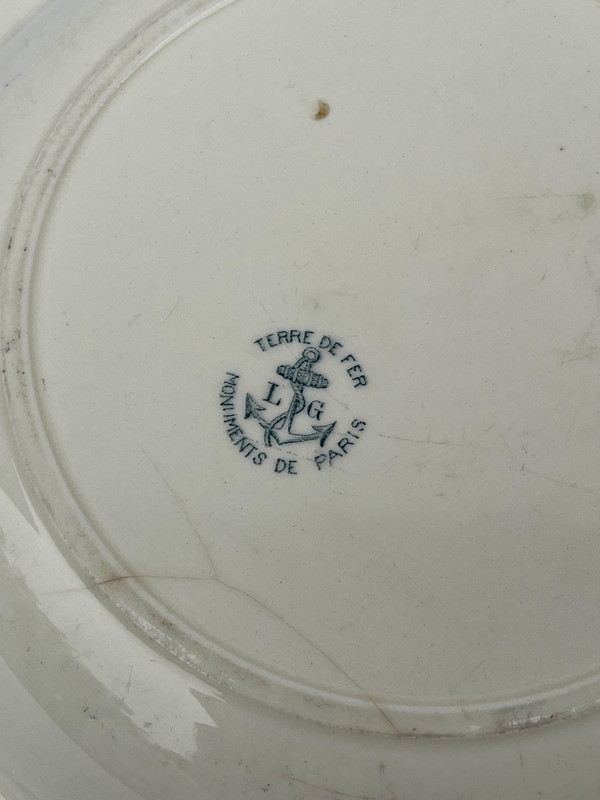 TERRE DE FER
L G
MONUMENTS DE PARIS